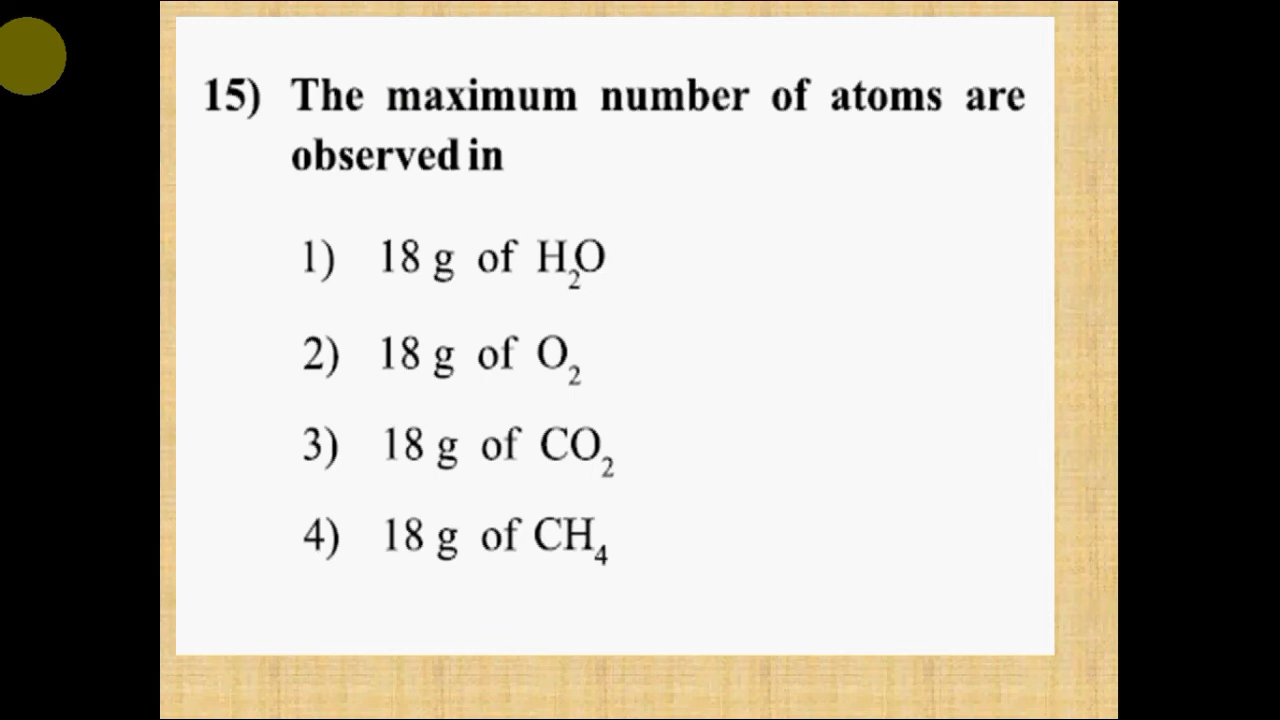 15) The maximum number of atoms are
observed in
1) 18 g of H₂O
2) 18 g of O₂
3) 18 g of CO₂
4) 18 g of CH₄